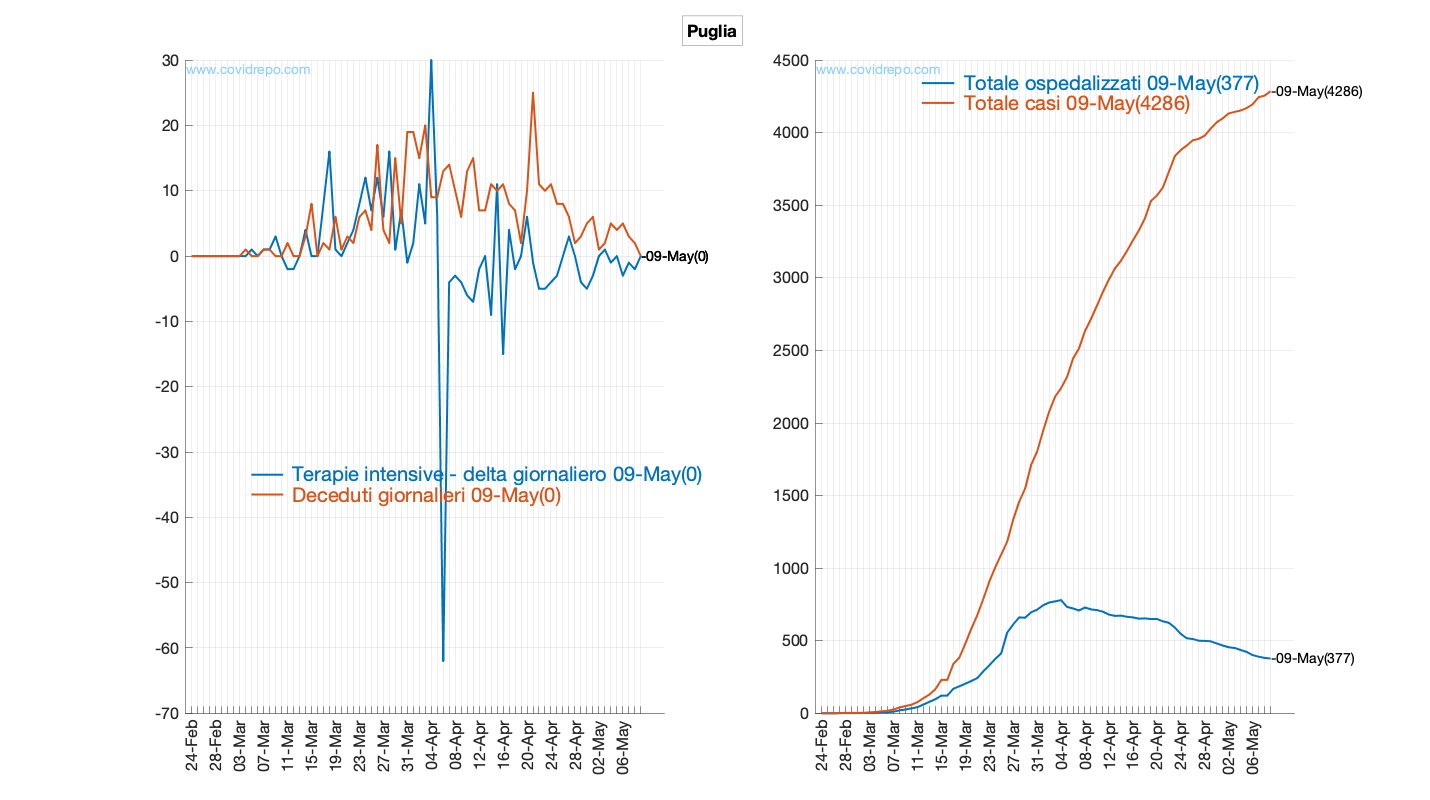 Puglia
www.covidrepo.com
30
20
10
0
-10
-20
-30
-40
-50
-60
-70
-09-May(0)
Terapie intensive - delta giornaliero 09-May(0)
Deceduti giornalieri 09-May(0)
24-Feb
28-Feb
03-Mar
07-Mar
11-Mar
15-Mar
19-Mar
23-Mar
27-Mar
31-Mar
04-Apr
08-Apr
12-Apr
16-Apr
20-Apr
24-Apr
28-Apr
02-May
06-May
www.covidrepo.com
Totale ospedalizzati 09-May(377)
Totale casi 09-May(4286)
-09-May(4286)
-09-May(377)
4500
4000
3500
3000
2500
2000
1500
1000
500
0
24-Feb
28-Feb
03-Mar
07-Mar
11-Mar
15-Mar
19-Mar
23-Mar
27-Mar
31-Mar
04-Apr
08-Apr
12-Apr
16-Apr
20-Apr
24-Apr
28-Apr
02-May
06-May